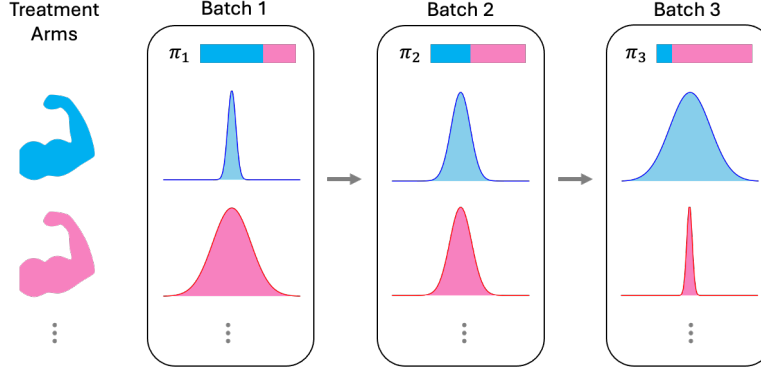 Treatment
Arms
Batch 1
Batch 2
Batch 3
π₁
π₂
π₃